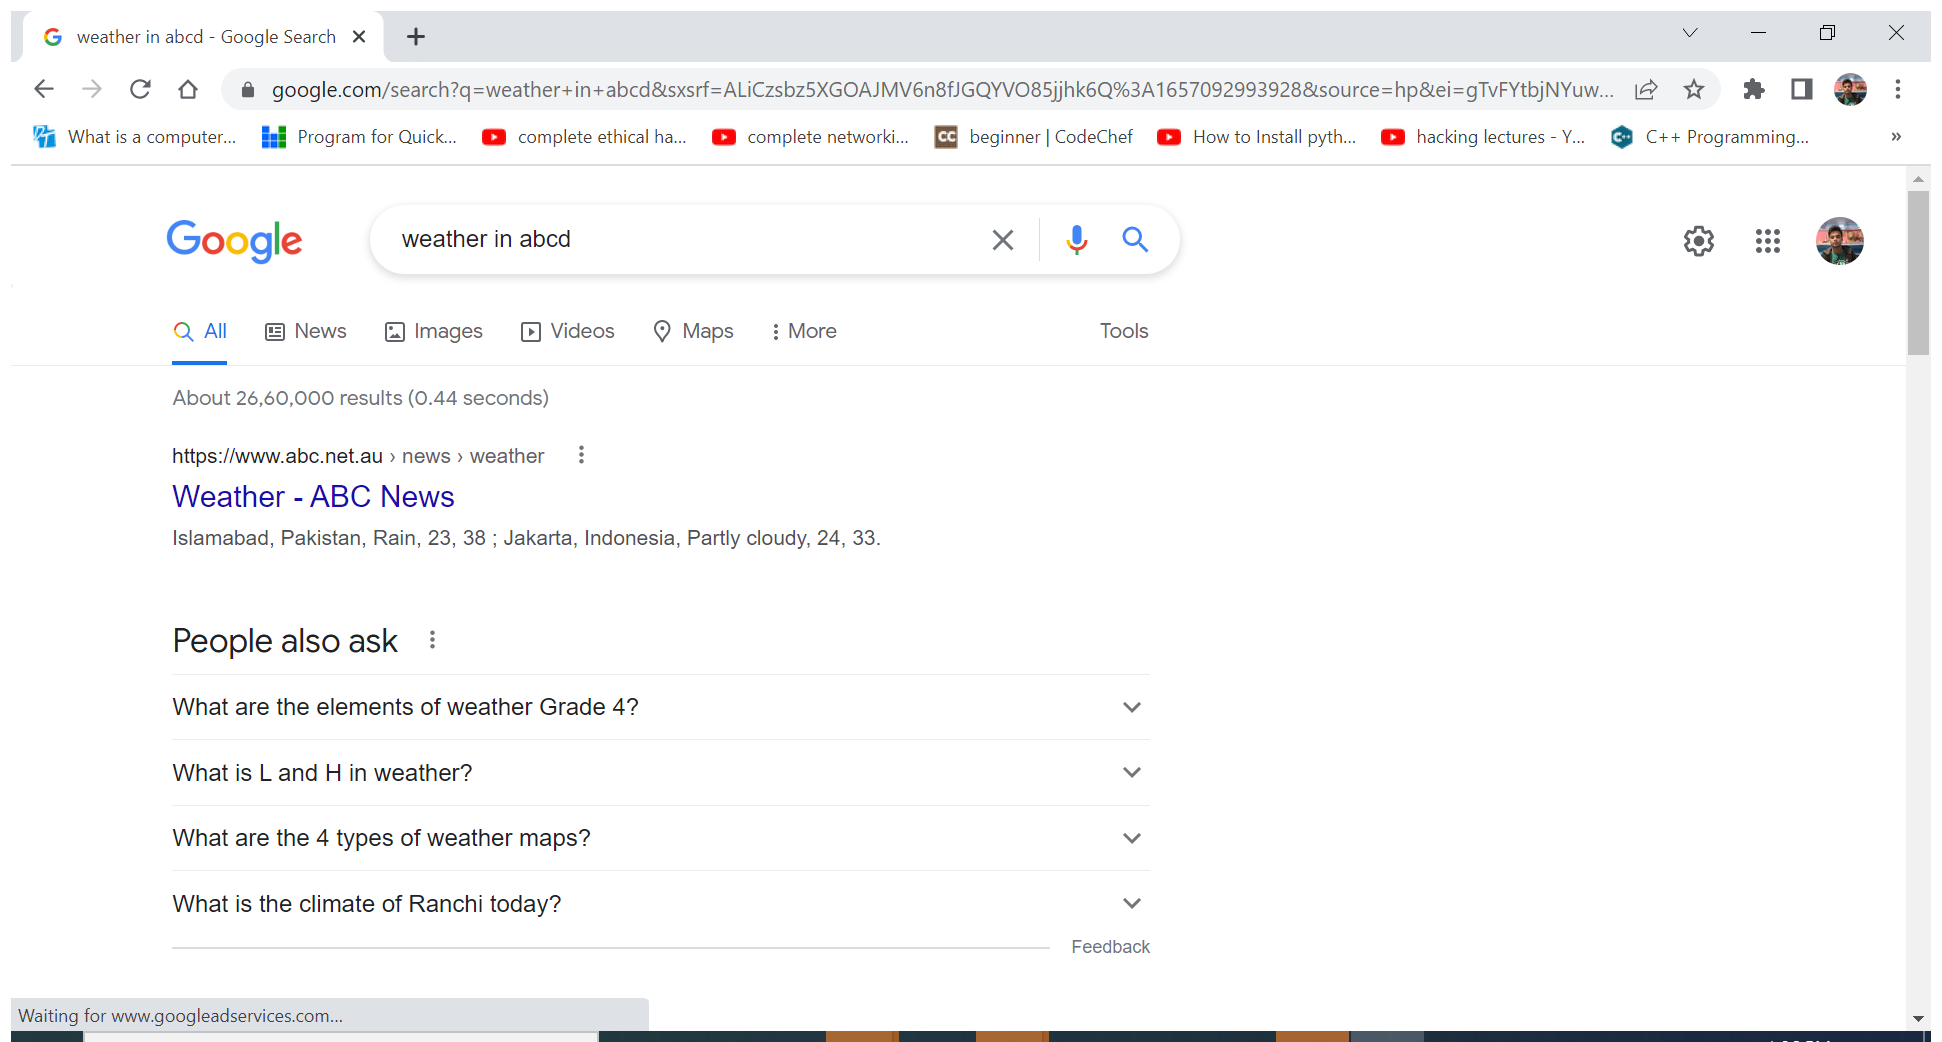 weather in abcd - Google Search
google.com/search?q=weather+in+abcd&sxsrf=ALiCzsbz5XGOAJMV6n8fJGQYVO85jjhk6Q%3A1657092993928&source=hp&ei=gTvFYtbjNYuw...
What is a computer... Program for Quick... complete ethical ha... complete networki... CC beginner | CodeChef How to Install pyth... hacking lectures - Y... C++ C++ Programming... »
Google weather in abcd
All News Images Videos Maps More Tools
About 26,60,000 results (0.44 seconds)
https://www.abc.net.au › news › weather
Weather - ABC News
Islamabad, Pakistan, Rain, 23, 38 ; Jakarta, Indonesia, Partly cloudy, 24, 33.
People also ask
What are the elements of weather Grade 4?
What is L and H in weather?
What are the 4 types of weather maps?
What is the climate of Ranchi today?
Feedback
Waiting for www.googleadservices.com...